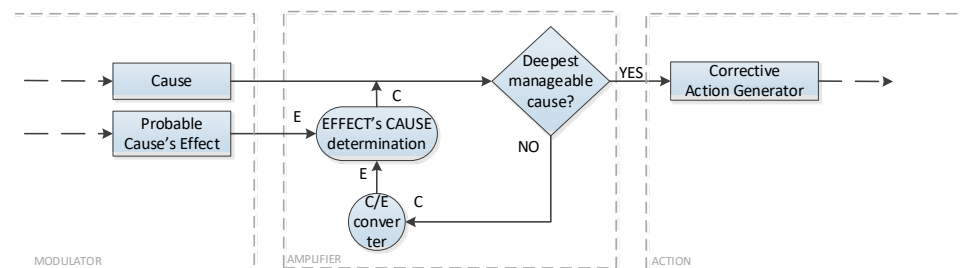 Cause
Probable
Cause's Effect
E
C
EFFECT's CAUSE
determination
E
C/E
conver
ter
C
Deepest
manageable
cause?
YES
NO
Corrective
Action Generator
MODULATOR
AMPLIFIER
ACTION